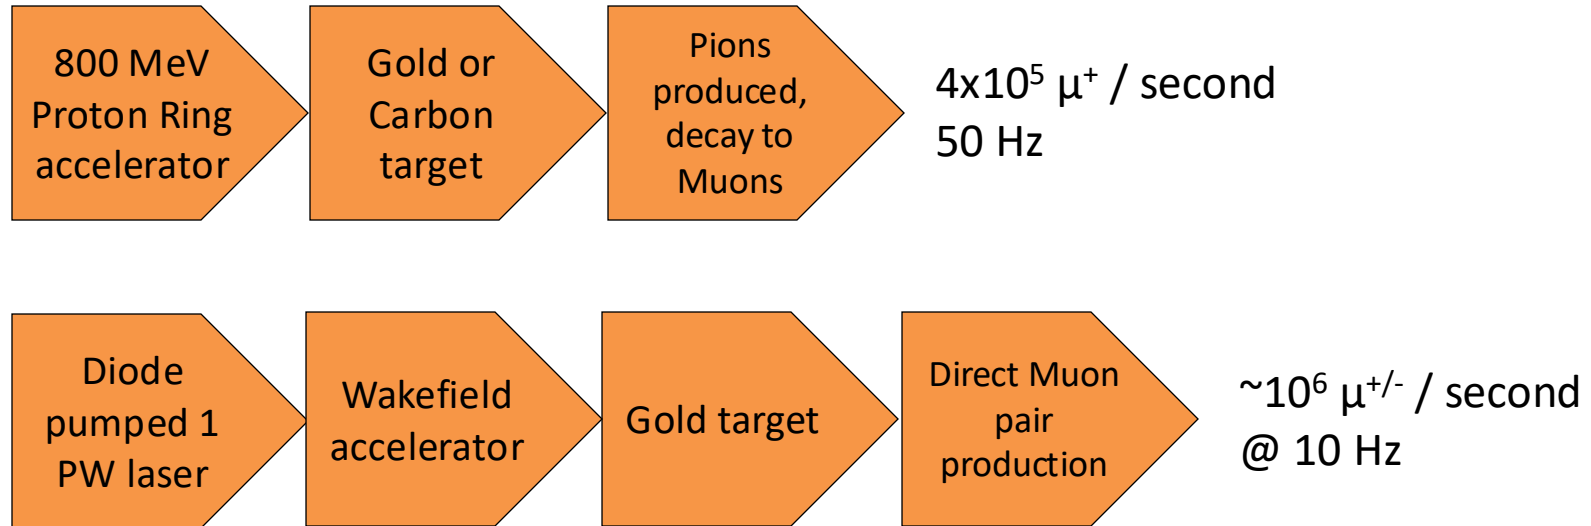 800 MeV
Proton Ring
accelerator
Gold or
Carbon
target
Pions
produced,
decay to
Muons
4x10⁵ μ⁺ / second
50 Hz
Diode
pumped 1
PW laser
Wakefield
accelerator
Gold target
Direct Muon
pair
production
~10⁶ μ⁺/⁻ / second
@ 10 Hz